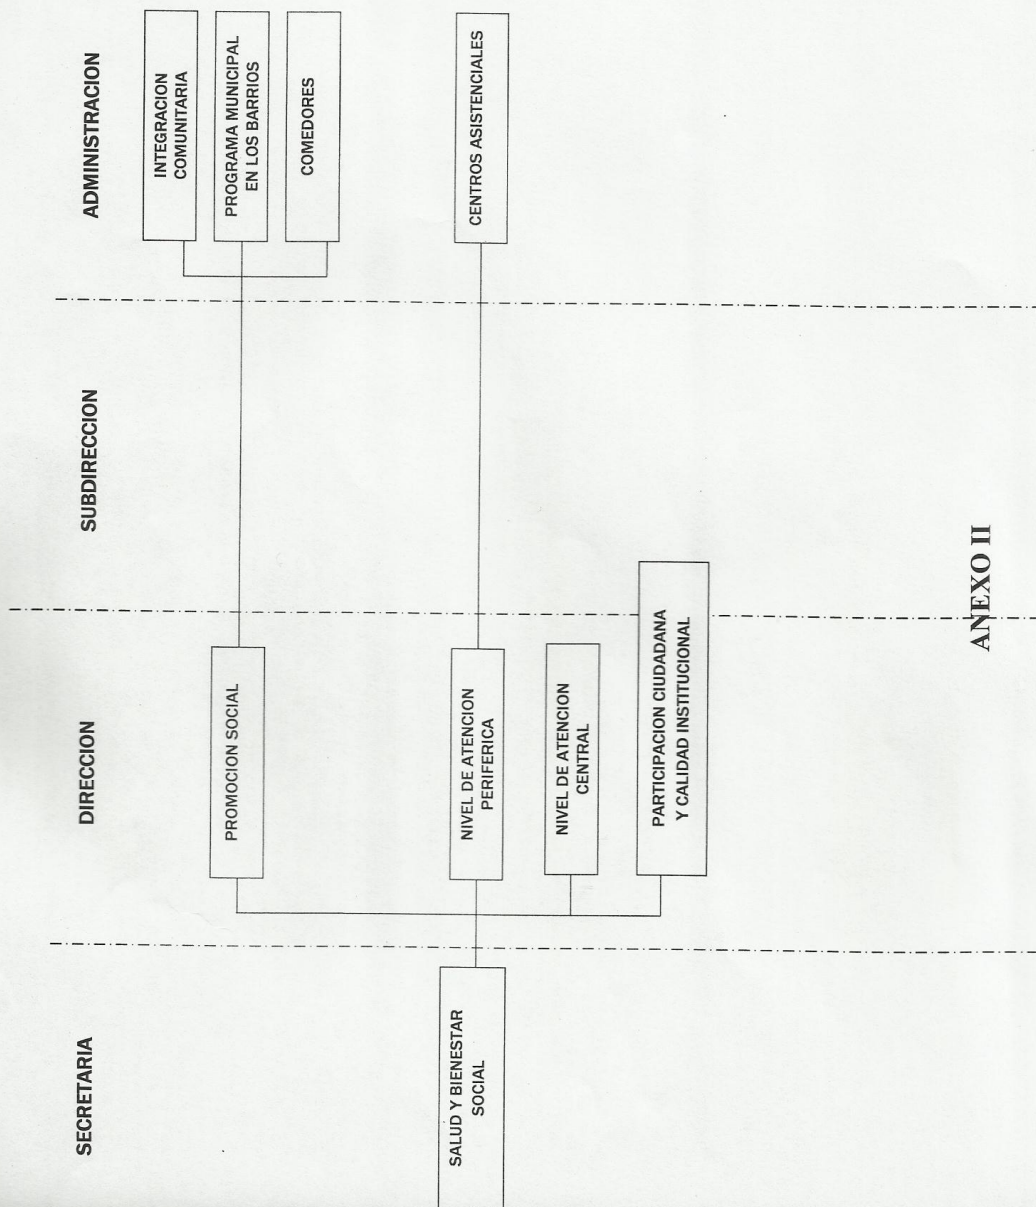 SECRETARIA
DIRECCION
SUBDIRECCION
ADMINISTRACION
SALUD Y BIENESTAR
SOCIAL
PROMOCION SOCIAL
NIVEL DE ATENCION
PERIFERICA
NIVEL DE ATENCION
CENTRAL
PARTICIPACION CIUDADANA
Y CALIDAD INSTITUCIONAL
INTEGRACION
COMUNITARIA
PROGRAMA MUNICIPAL
EN LOS BARRIOS
COMEDORES
CENTROS ASISTENCIALES
ANEXO II